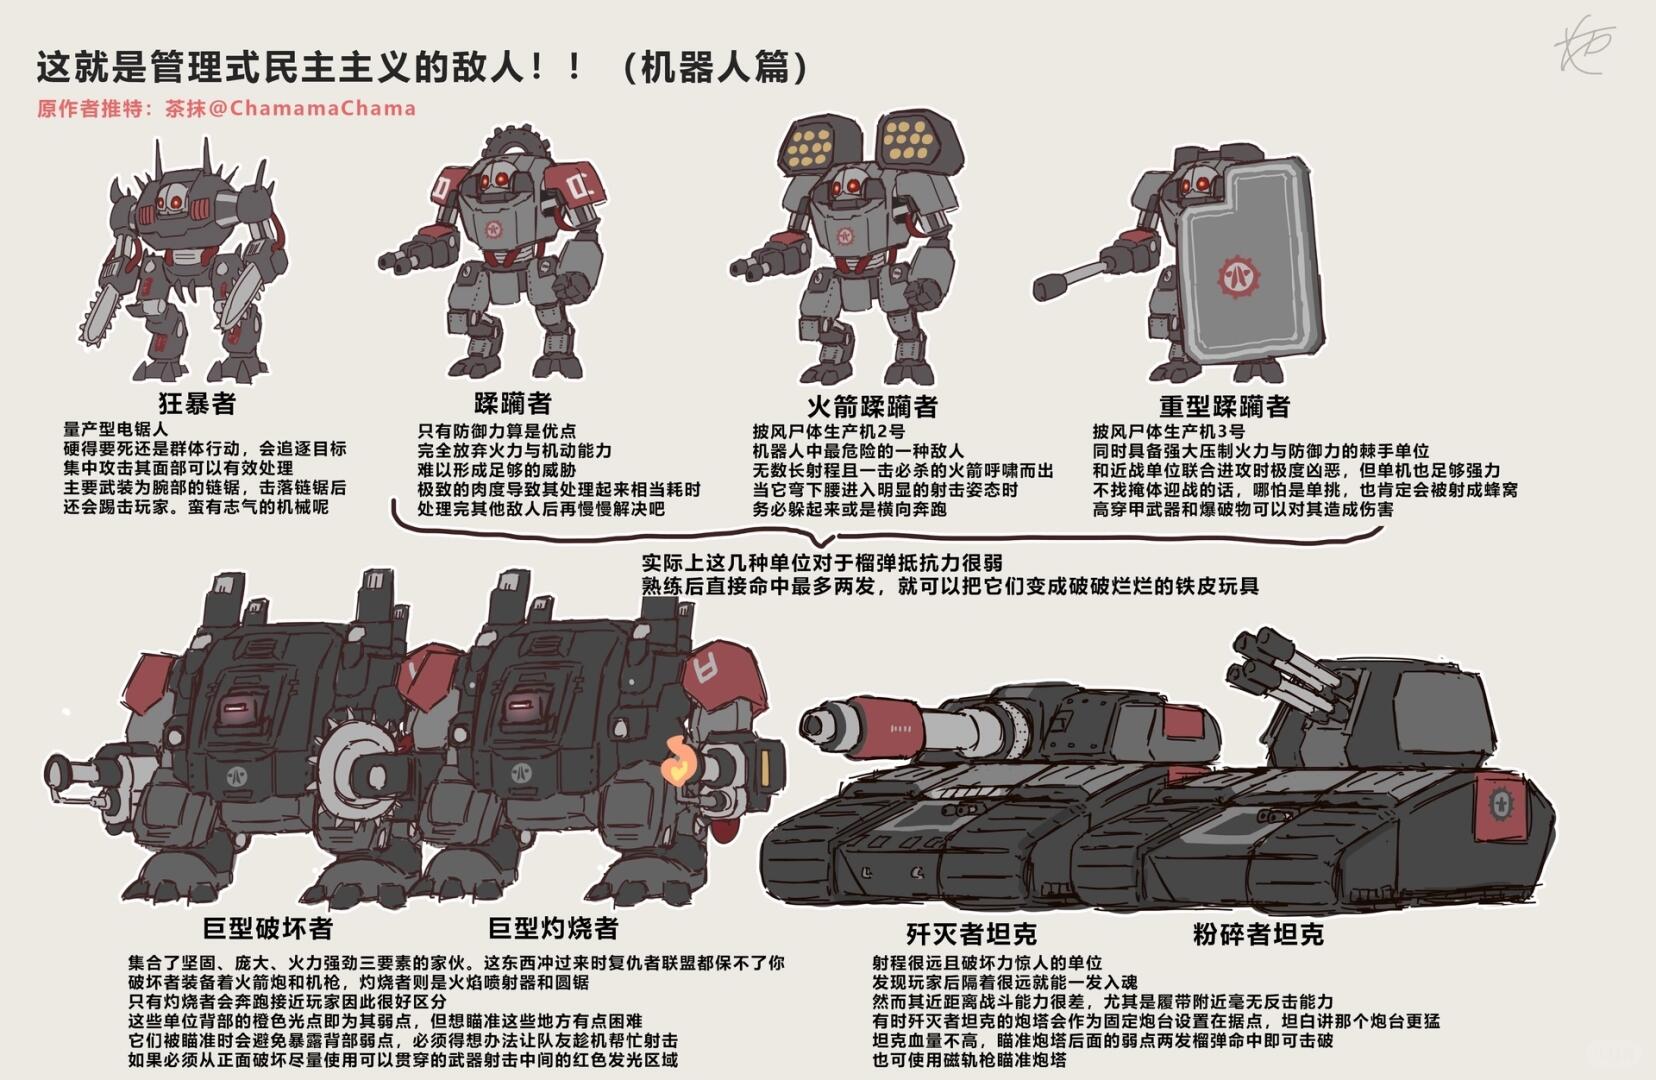 这就是管理式民主主义的敌人！！（机器人篇）
原作者推特：茶抹@ChamamaChama
狂暴者
量产型电锯人
硬得要死还是群体行动，会追逐目标
集中攻击其面部可以有效处理
主要武装为腕部的链锯，击落链锯后
还会踢击玩家。蛮有志气的机械呢
蹂躏者
只有防御力算是优点
完全放弃火力与机动能力
难以形成足够的威胁
极致的肉度导致其处理起来相当耗时
处理完其他敌人后再慢慢解决吧
火箭蹂躏者
披风尸体生产机2号
机器人中最危险的一种敌人
无数长射程且一击必杀的火箭呼啸而出
当它弯下腰进入明显的射击姿态时
务必躲起来或是横向奔跑
重型蹂躏者
披风尸体生产机3号
同时具备强大压制火力与防御力的棘手单位
和近战单位联合进攻时极度凶恶，但单机也足够强力
不找掩体迎战的话，哪怕是单挑，也肯定会被射成蜂窝
高穿甲武器和爆破物可以对其造成伤害
实际上这几种单位对于榴弹抵抗力很弱
熟练后直接命中最多两发，就可以把它们变成破破烂烂的铁皮玩具
巨型破坏者
巨型灼烧者
集合了坚固、庞大、火力强劲三要素的家伙。这东西冲过来时复仇者联盟都保不了你
破坏者装备着火箭炮和机枪，灼烧者则是火焰喷射器和圆锯
只有灼烧者会奔跑接近玩家因此很好区分
这些单位背部的橙色光点即为其弱点，但想瞄准这些地方有点困难
它们被瞄准时会避免暴露背部弱点，必须得想办法让队友趁机帮忙射击
如果必须从正面破坏尽量使用可以贯穿的武器射击中间的红色发光区域
歼灭者坦克
粉碎者坦克
射程很远且破坏力惊人的单位
发现玩家后隔着很远就能一发入魂
然而其近距离战斗能力很差，尤其是履带附近毫无反击能力
有时歼灭者坦克的炮塔会作为固定炮台设置在据点，坦白讲那个炮台更猛
坦克血量不高，瞄准炮塔后面的弱点两发榴弹命中即可击破
也可使用磁轨枪瞄准炮塔